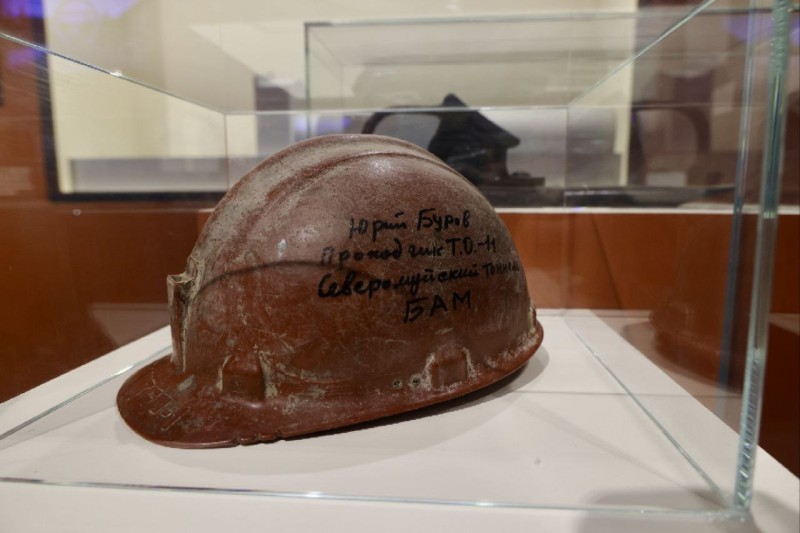 Юрий Буров
Проходчик Т.О.-11
Северомуйский тоннель
БАМ